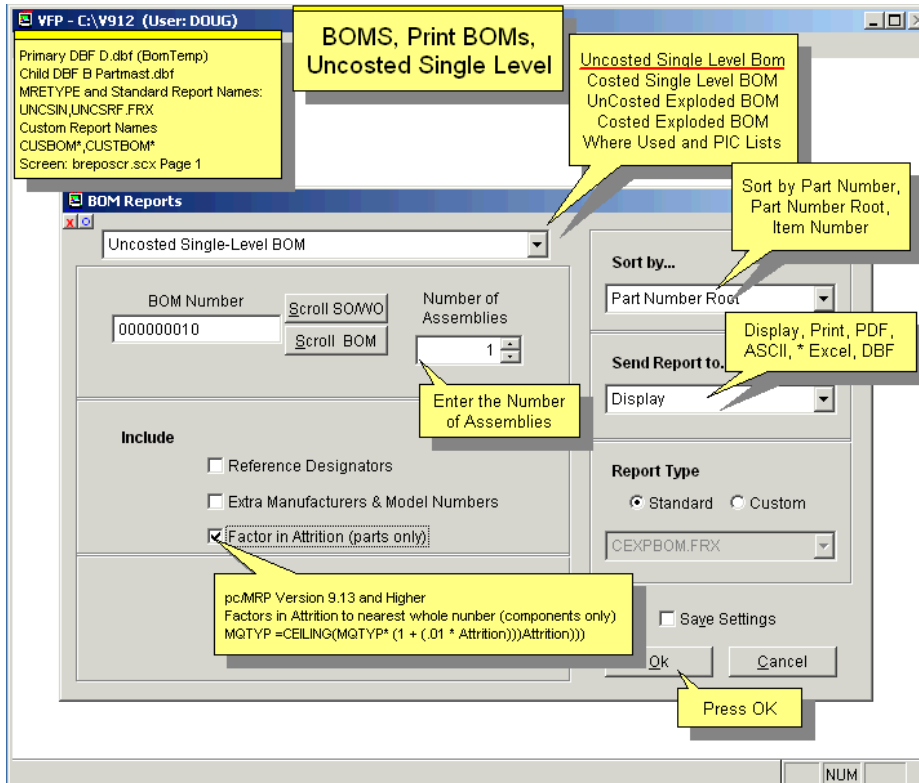 VFP - C:\V912 (User: DOUG)
Primary DBF D.dbf (BomTemp)
Child DBF B Partmast.dbf
MRETYPE and Standard Report Names:
UNCSIN,UNCSRF.FRX
Custom Report Names
CUSBOM*,CUSTBOM*
Screen: breposcr.scx Page 1
BOMS, Print BOMs,
Uncosted Single Level
Uncosted Single Level Bom
Costed Single Level BOM
UnCosted Exploded BOM
Costed Exploded BOM
Where Used and PIC Lists
BOM Reports
Uncosted Single-Level BOM
Sort by Part Number,
Part Number Root,
Item Number
BOM Number
000000010
Scroll SO/WO
Scroll BOM
Number of
Assemblies
1
Enter the Number
of Assemblies
Sort by...
Part Number Root
Display, Print, PDF,
ASCII, * Excel, DBF
Send Report to..
Display
Include
Reference Designators
Extra Manufacturers & Model Numbers
Factor in Attrition (parts only)
pc/MRP Version 9.13 and Higher
Factors in Attrition to nearest whole nunber (components only)
MQTYP =CEILING(MQTYP* (1 + (.01 * Attrition)))Attrition)))
Report Type
Standard
Custom
CEXPBOM.FRX
Save Settings
Ok
Cancel
Press OK
NUM